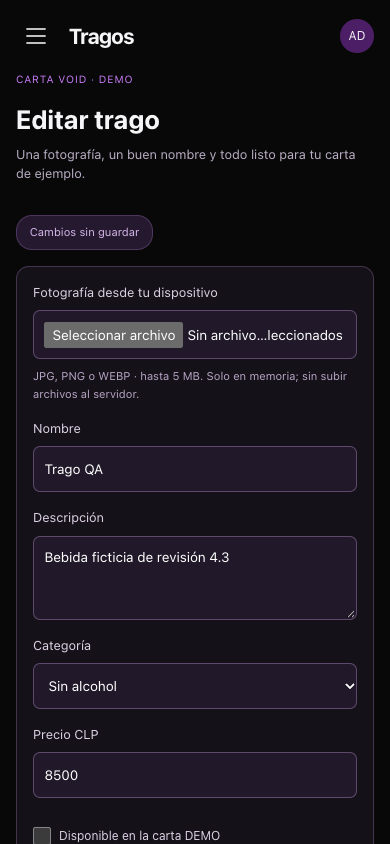 Tragos
AD
CARTA VOID · DEMO
Editar trago
Una fotografía, un buen nombre y todo listo para tu carta
de ejemplo.
Cambios sin guardar
Fotografía desde tu dispositivo
Seleccionar archivo Sin archivo...leccionados
JPG, PNG o WEBP · hasta 5 MB. Solo en memoria; sin subir
archivos al servidor.
Nombre
Trago QA
Descripción
Bebida ficticia de revisión 4.3
Categoría
Sin alcohol
Precio CLP
8500
Disponible en la carta DEMO